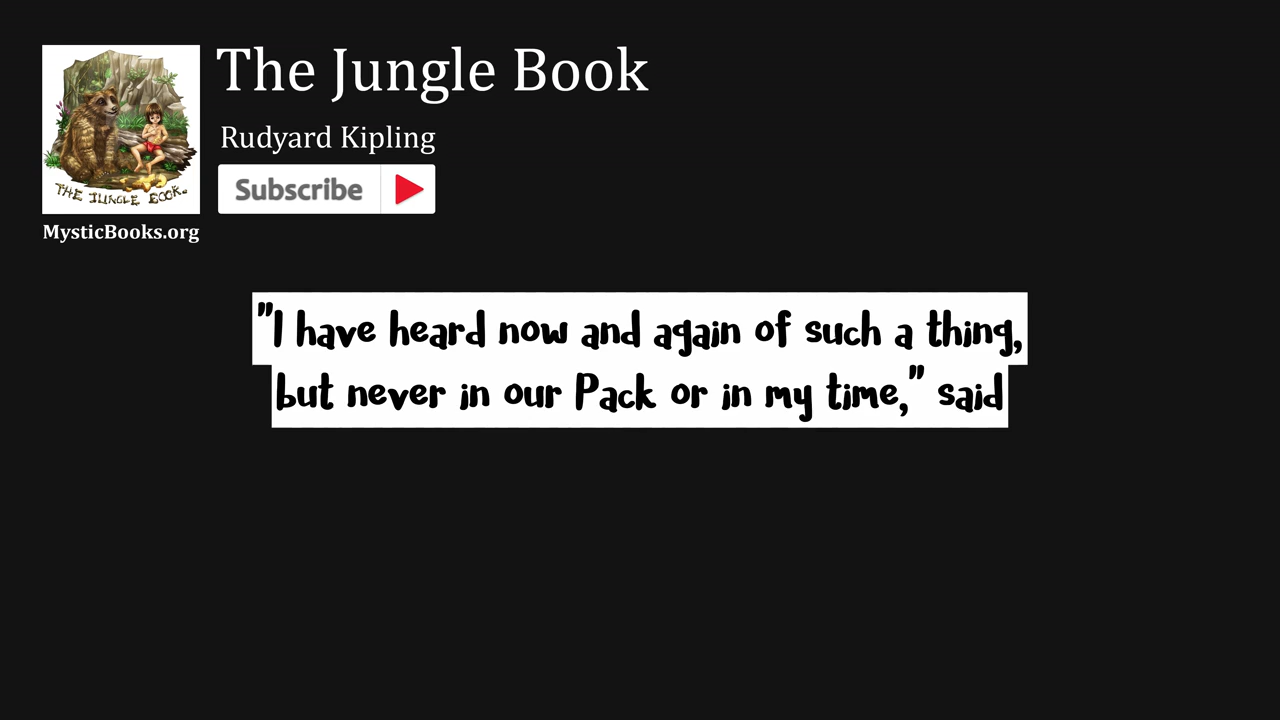 The Jungle Book
Rudyard Kipling
Subscribe
THE JUNGLE BOOK.
MysticBooks.org
"I have heard now and again of such a thing,
but never in our Pack or in my time," said